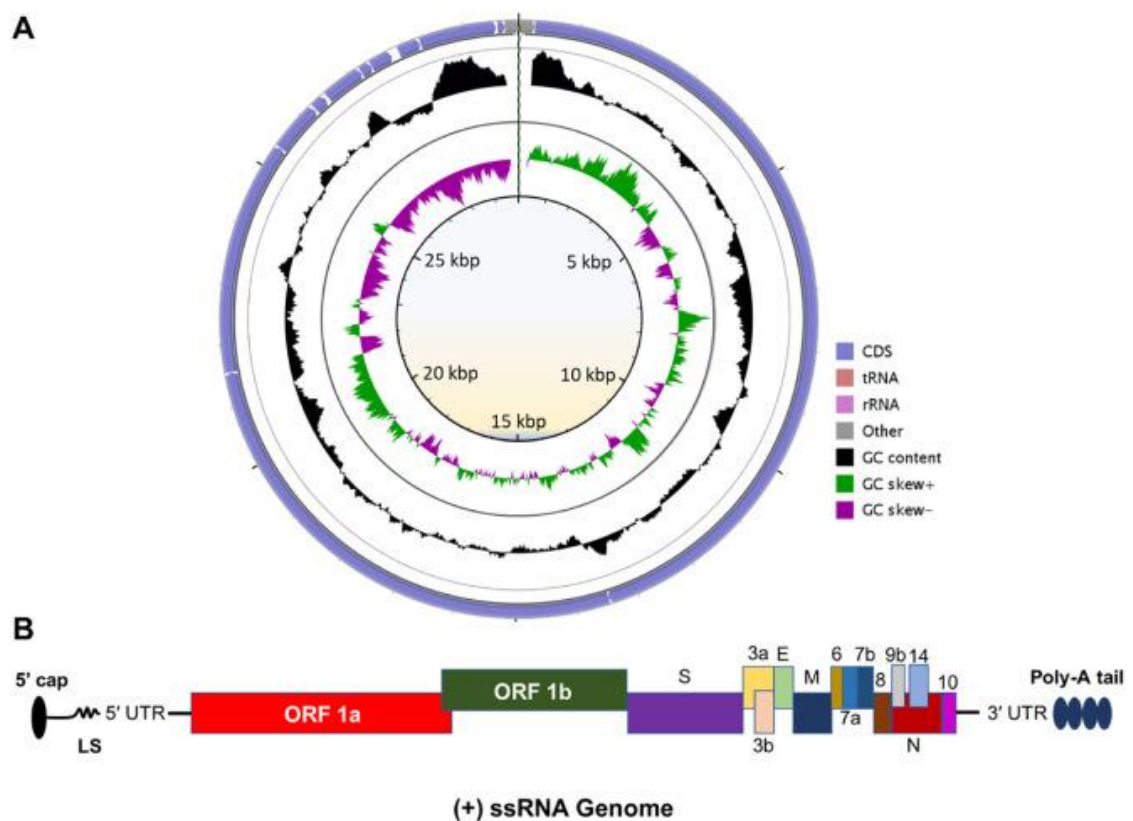 A
25 kbp
5 kbp
20 kbp
10 kbp
15 kbp
CDS
tRNA
rRNA
Other
GC content
GC skew+
GC skew−
B
5' cap
LS
5' UTR
ORF 1a
ORF 1b
S
3a
E
3b
M
6
7b
7a
8
9b
14
N
10
3' UTR
Poly-A tail
(+) ssRNA Genome